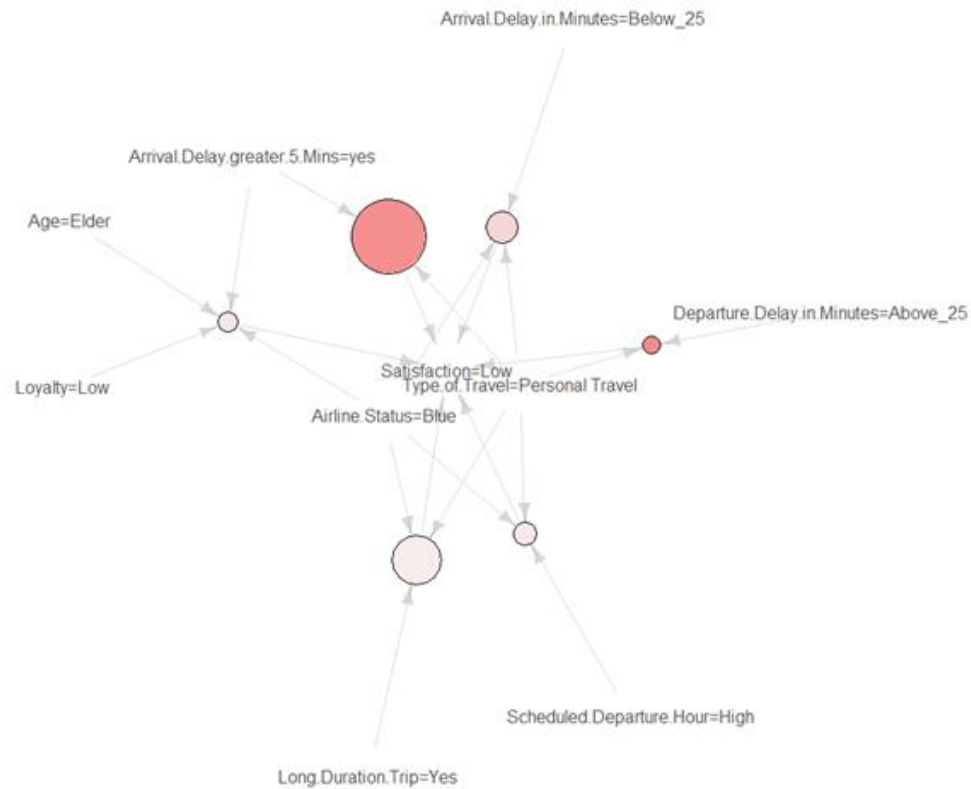 Arrival.Delay.in.Minutes=Below_25
Arrival.Delay.greater.5.Mins=yes
Age=Elder
Departure.Delay.in.Minutes=Above_25
Satisfaction=Low
Type.of.Travel=Personal Travel
Loyalty=Low
Airline.Status=Blue
Scheduled.Departure.Hour=High
Long.Duration.Trip=Yes